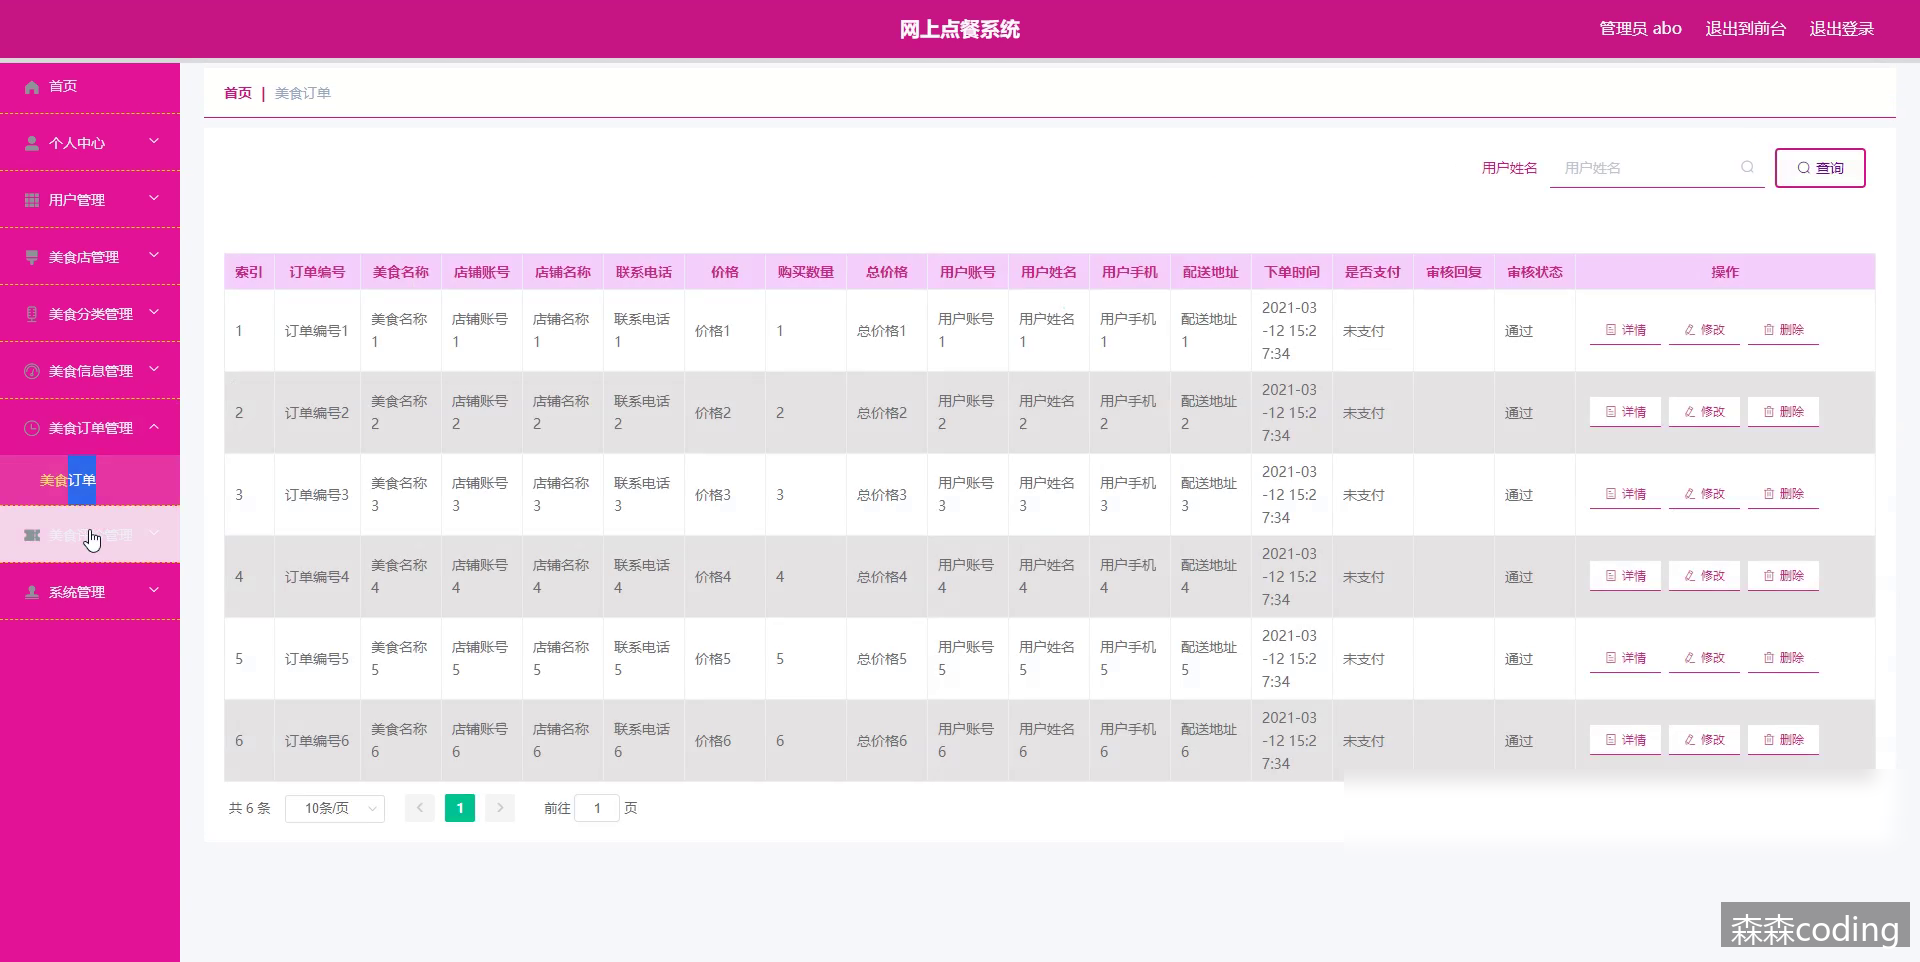 网上点餐系统
管理员 abo 退出到前台 退出登录
首页
个人中心
用户管理
美食店管理
美食分类管理
美食信息管理
美食订单管理
美食订单
系统管理
首页 | 美食订单
用户姓名 用户姓名 查询
索引 订单编号 美食名称 店铺账号 店铺名称 联系电话 价格 购买数量 总价格 用户账号 用户姓名 用户手机 配送地址 下单时间 是否支付 审核回复 审核状态 操作
1 订单编号1 美食名称1 店铺账号1 店铺名称1 联系电话1 价格1 1 总价格1 用户账号1 用户姓名1 用户手机1 配送地址1 2021-03-12 15:27:34 未支付 通过 详情 修改 删除
2 订单编号2 美食名称2 店铺账号2 店铺名称2 联系电话2 价格2 2 总价格2 用户账号2 用户姓名2 用户手机2 配送地址2 2021-03-12 15:27:34 未支付 通过 详情 修改 删除
3 订单编号3 美食名称3 店铺账号3 店铺名称3 联系电话3 价格3 3 总价格3 用户账号3 用户姓名3 用户手机3 配送地址3 2021-03-12 15:27:34 未支付 通过 详情 修改 删除
4 订单编号4 美食名称4 店铺账号4 店铺名称4 联系电话4 价格4 4 总价格4 用户账号4 用户姓名4 用户手机4 配送地址4 2021-03-12 15:27:34 未支付 通过 详情 修改 删除
5 订单编号5 美食名称5 店铺账号5 店铺名称5 联系电话5 价格5 5 总价格5 用户账号5 用户姓名5 用户手机5 配送地址5 2021-03-12 15:27:34 未支付 通过 详情 修改 删除
6 订单编号6 美食名称6 店铺账号6 店铺名称6 联系电话6 价格6 6 总价格6 用户账号6 用户姓名6 用户手机6 配送地址6 2021-03-12 15:27:34 未支付 通过 详情 修改 删除
共 6 条 10条/页 1 前往 1 页
森森coding